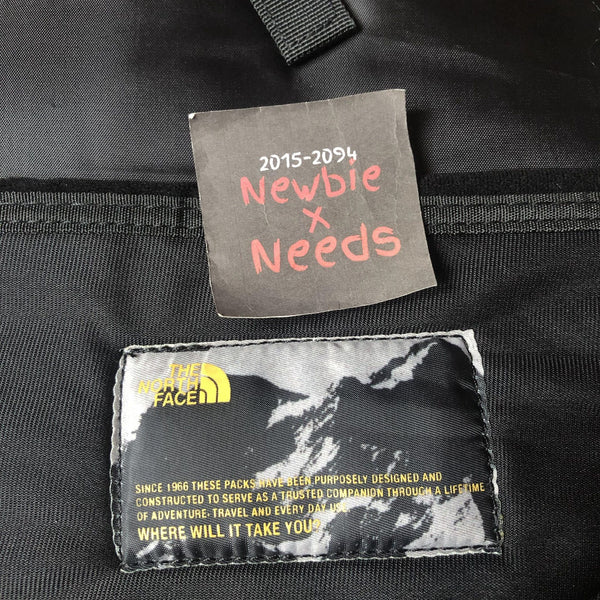 2015-2094
Newbie
x
Needs
THE
NORTH
FACE
SINCE 1966 THESE PACKS HAVE BEEN PURPOSELY DESIGNED AND
CONSTRUCTED TO SERVE AS A TRUSTED COMPANION THROUGH A LIFETIME
OF ADVENTURE, TRAVEL AND EVERY DAY USE.
WHERE WILL IT TAKE YOU?